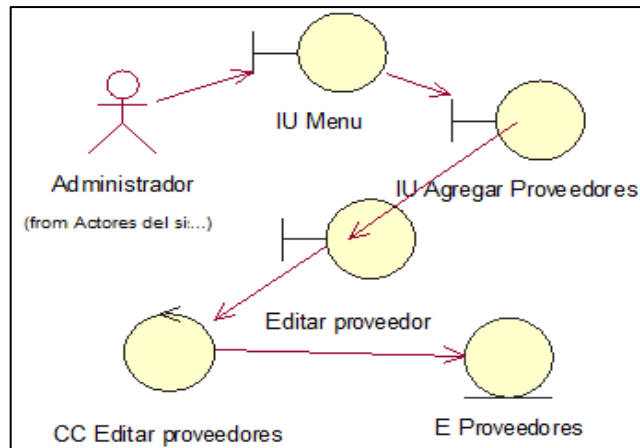 IU Menu
IU Agregar Proveedores
Administrador
(from Actores del si:...)
Editar proveedor
CC Editar proveedores
E Proveedores